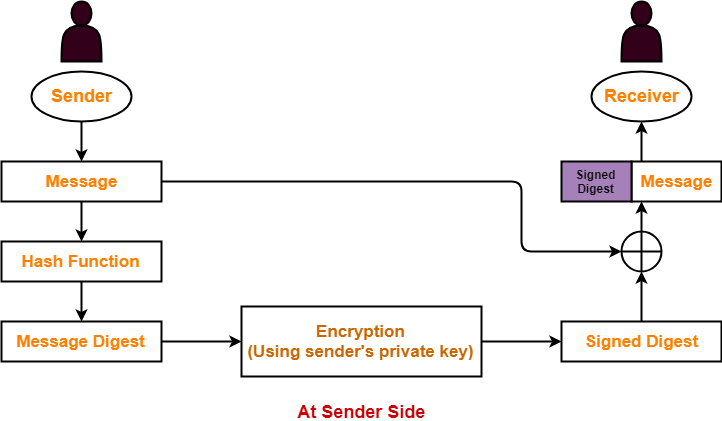 Sender
Receiver
Message
Signed
Digest
Message
Hash Function
Message Digest
Encryption
(Using sender's private key)
Signed Digest
At Sender Side